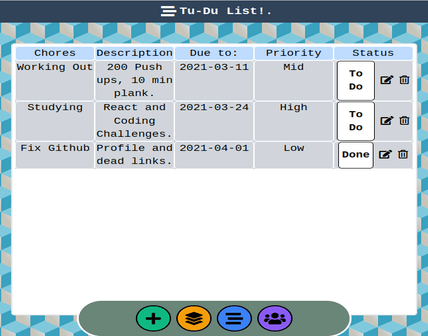 Tu-Du List!.
Chores Description Due to: Priority Status
Working Out 200 Push ups, 10 min plank. 2021-03-11 Mid To Do
Studying React and Coding Challenges. 2021-03-24 High To Do
Fix Github Profile and dead links. 2021-04-01 Low Done